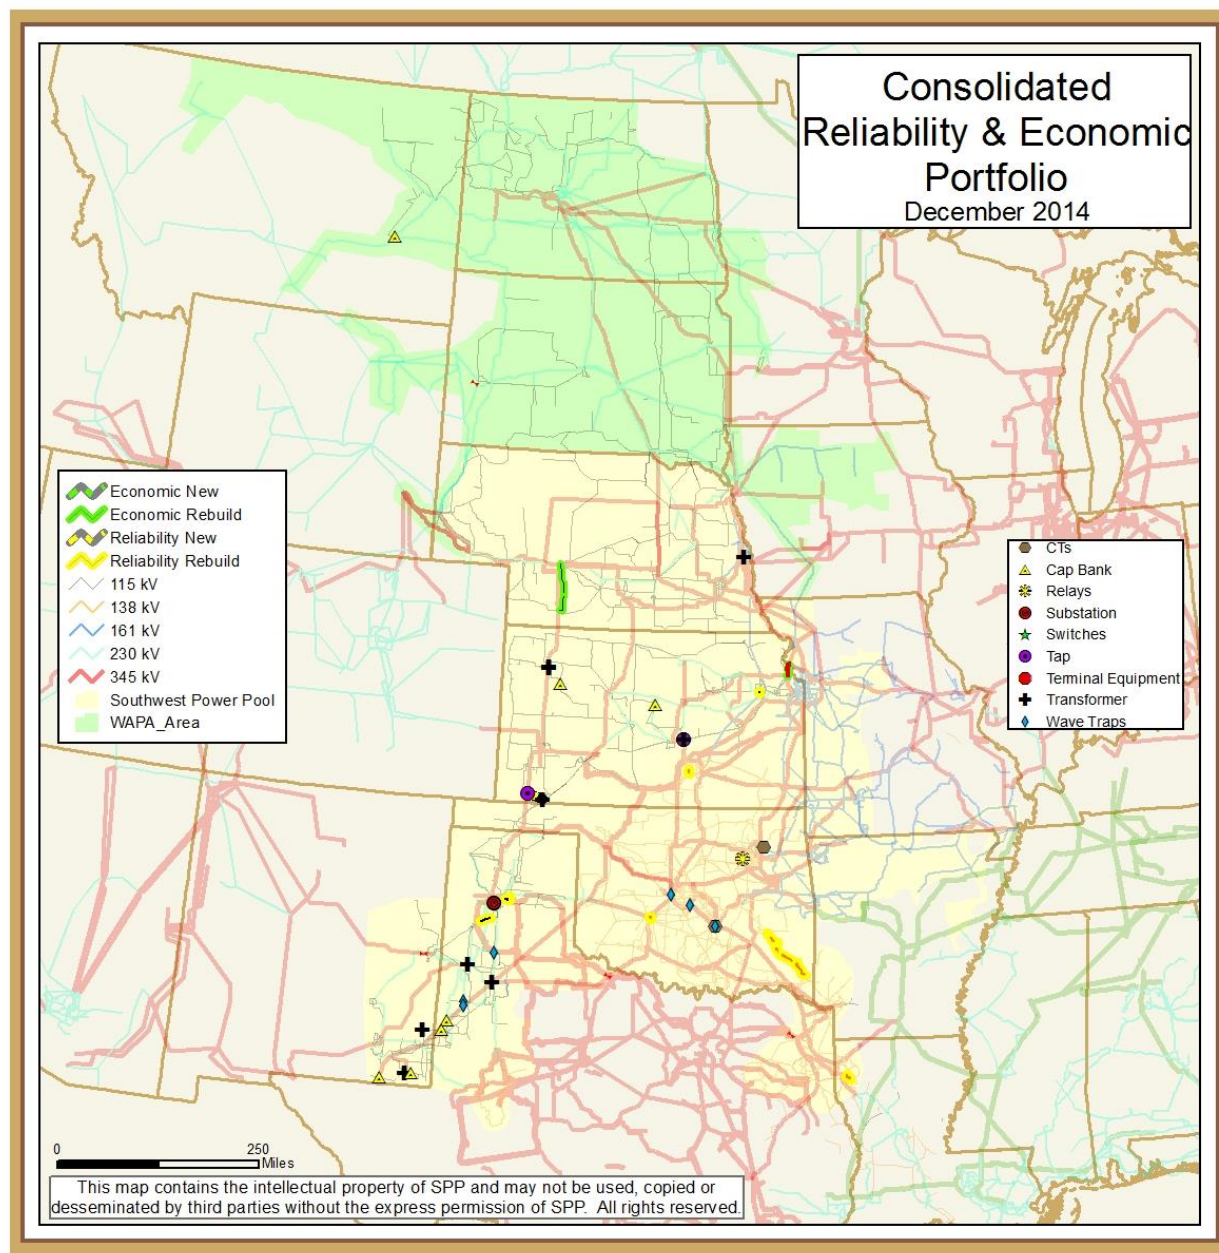 Consolidated
Reliability & Economic
Portfolio
December 2014
Economic New
Economic Rebuild
Reliability New
Reliability Rebuild
115 kV
138 kV
161 kV
230 kV
345 kV
Southwest Power Pool
WAPA_Area
CTs
Cap Bank
Relays
Substation
Switches
Tap
Terminal Equipment
Transformer
Wave Traps
0 250
Miles
This map contains the intellectual property of SPP and may not be used, copied or
desseminated by third parties without the express permission of SPP. All rights reserved.